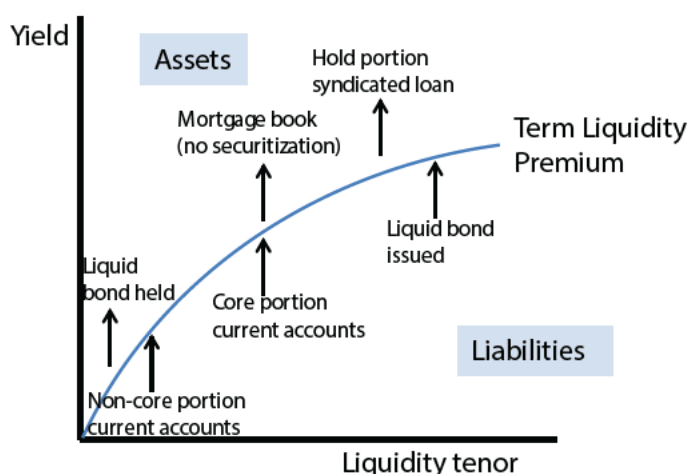 Yield
Assets
Hold portion
syndicated loan
Mortgage book
(no securitization)
Term Liquidity
Premium
Liquid bond
issued
Liquid
bond held
Core portion
current accounts
Liabilities
Non-core portion
current accounts
Liquidity tenor